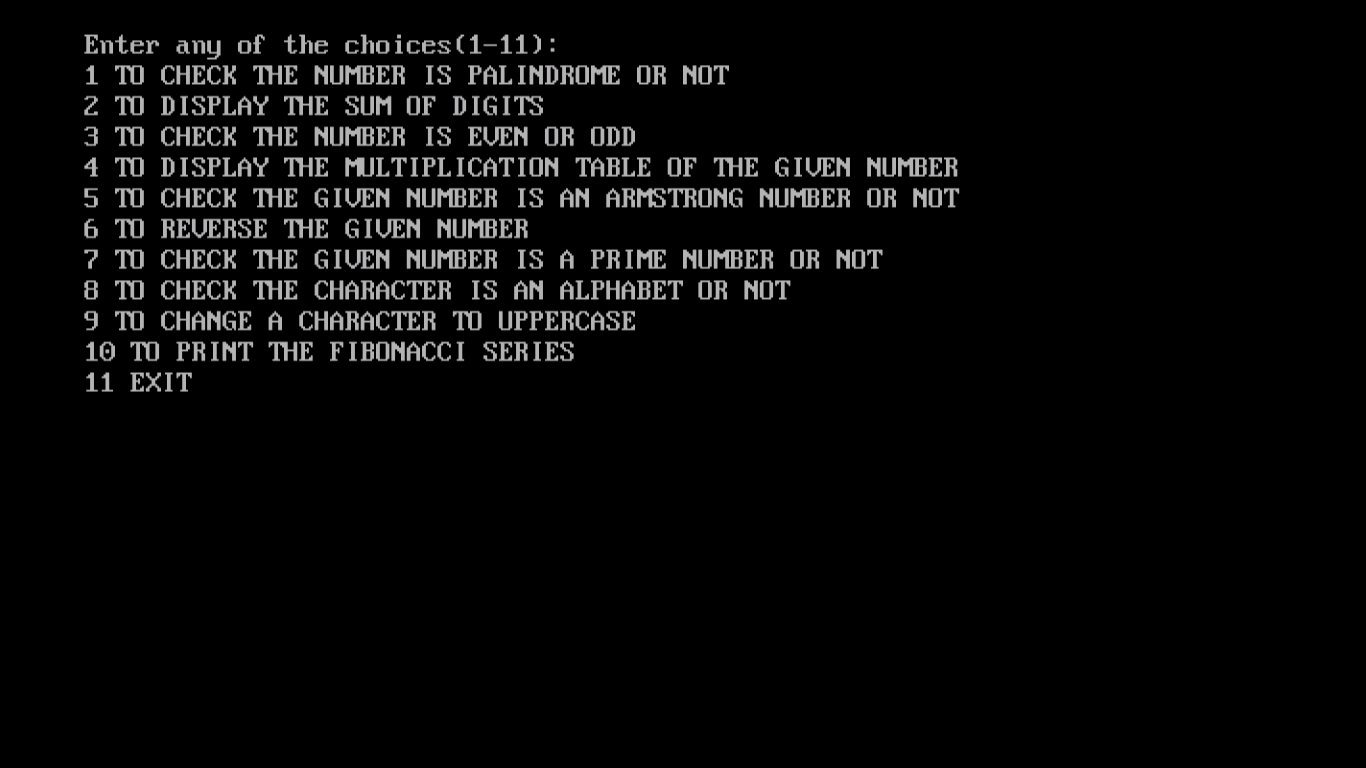 Enter any of the choices(1-11):
1 TO CHECK THE NUMBER IS PALINDROME OR NOT
2 TO DISPLAY THE SUM OF DIGITS
3 TO CHECK THE NUMBER IS EVEN OR ODD
4 TO DISPLAY THE MULTIPLICATION TABLE OF THE GIVEN NUMBER
5 TO CHECK THE GIVEN NUMBER IS AN ARMSTRONG NUMBER OR NOT
6 TO REVERSE THE GIVEN NUMBER
7 TO CHECK THE GIVEN NUMBER IS A PRIME NUMBER OR NOT
8 TO CHECK THE CHARACTER IS AN ALPHABET OR NOT
9 TO CHANGE A CHARACTER TO UPPERCASE
10 TO PRINT THE FIBONACCI SERIES
11 EXIT